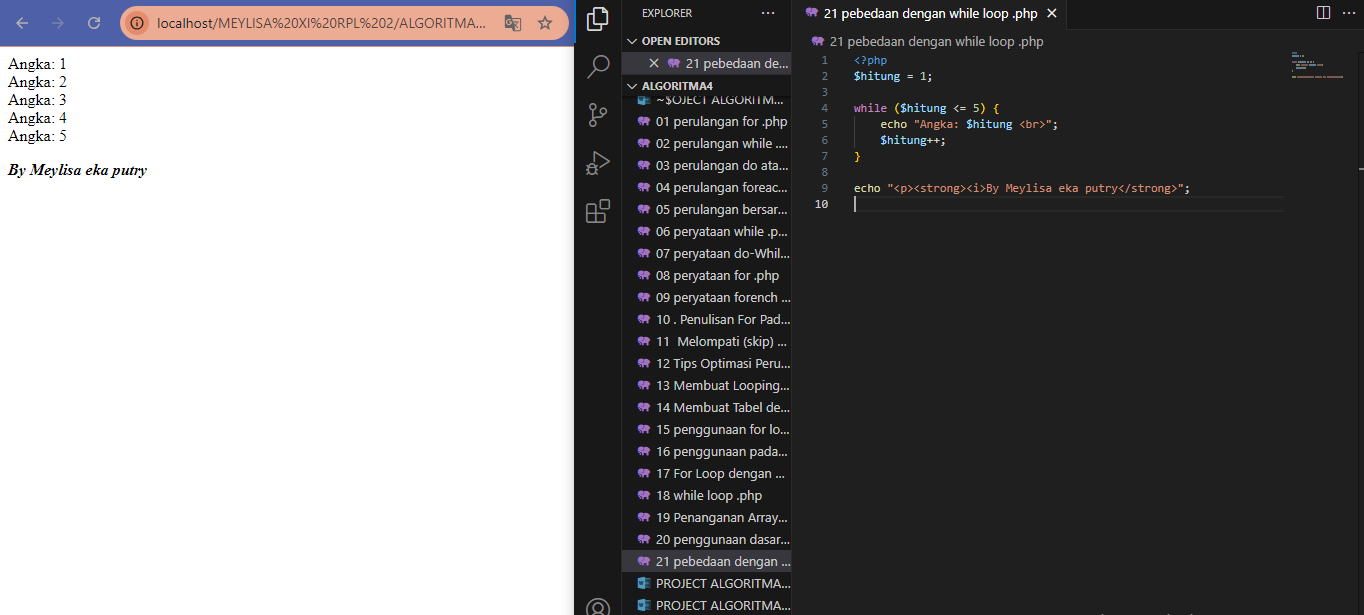 localhost/MEYLISA%20XI%20RPL%202/ALGORITMA...
Angka: 1
Angka: 2
Angka: 3
Angka: 4
Angka: 5
By Meylisa eka putry
EXPLORER
OPEN EDITORS
21 pebedaan de...
ALGORITMA4
~$OJECT ALGORITM...
01 perulangan for .php
02 perulangan while ....
03 perulangan do ata...
04 perulangan foreac...
05 perulangan bersar...
06 peryataan while .p...
07 peryataan do-Whil...
08 peryataan for .php
09 peryataan forench ...
10 . Penulisan For Pad...
11  Melompati (skip) ...
12 Tips Optimasi Peru...
13 Membuat Looping...
14 Membuat Tabel de...
15 penggunaan for lo...
16 penggunaan pada...
17 For Loop dengan ...
18 while loop .php
19 Penanganan Array...
20 penggunaan dasar...
21 pebedaan dengan ...
PROJECT ALGORITMA...
PROJECT ALGORITMA...
21 pebedaan dengan while loop .php
21 pebedaan dengan while loop .php
1 <?php
2 $hitung = 1;
3
4 while ($hitung <= 5) {
5     echo "Angka: $hitung <br>";
6     $hitung++;
7 }
8
9 echo "<p><strong><i>By Meylisa eka putry</strong>";
10